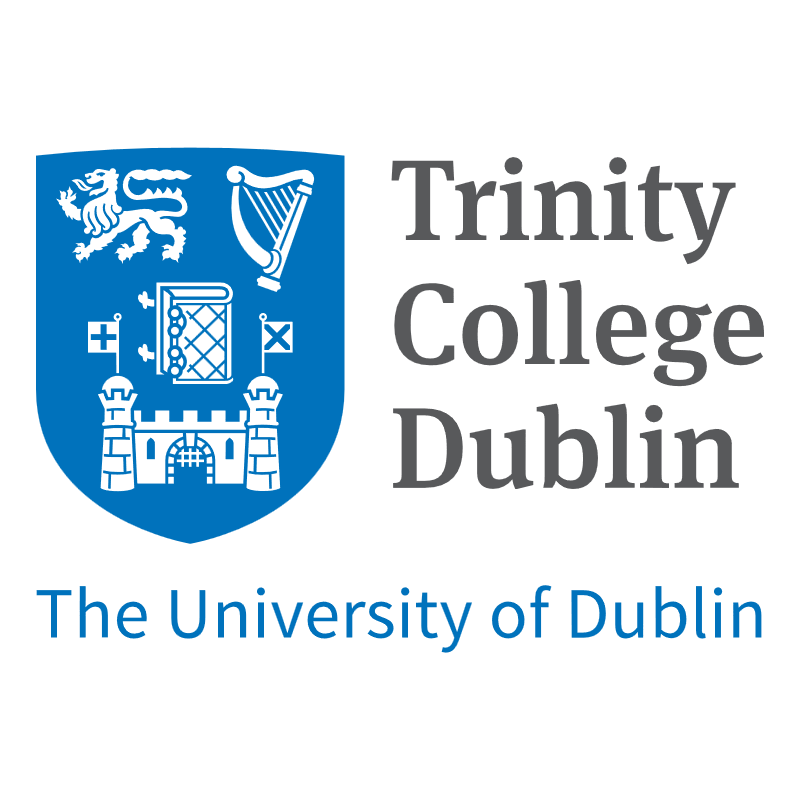 Trinity
College
Dublin
The University of Dublin